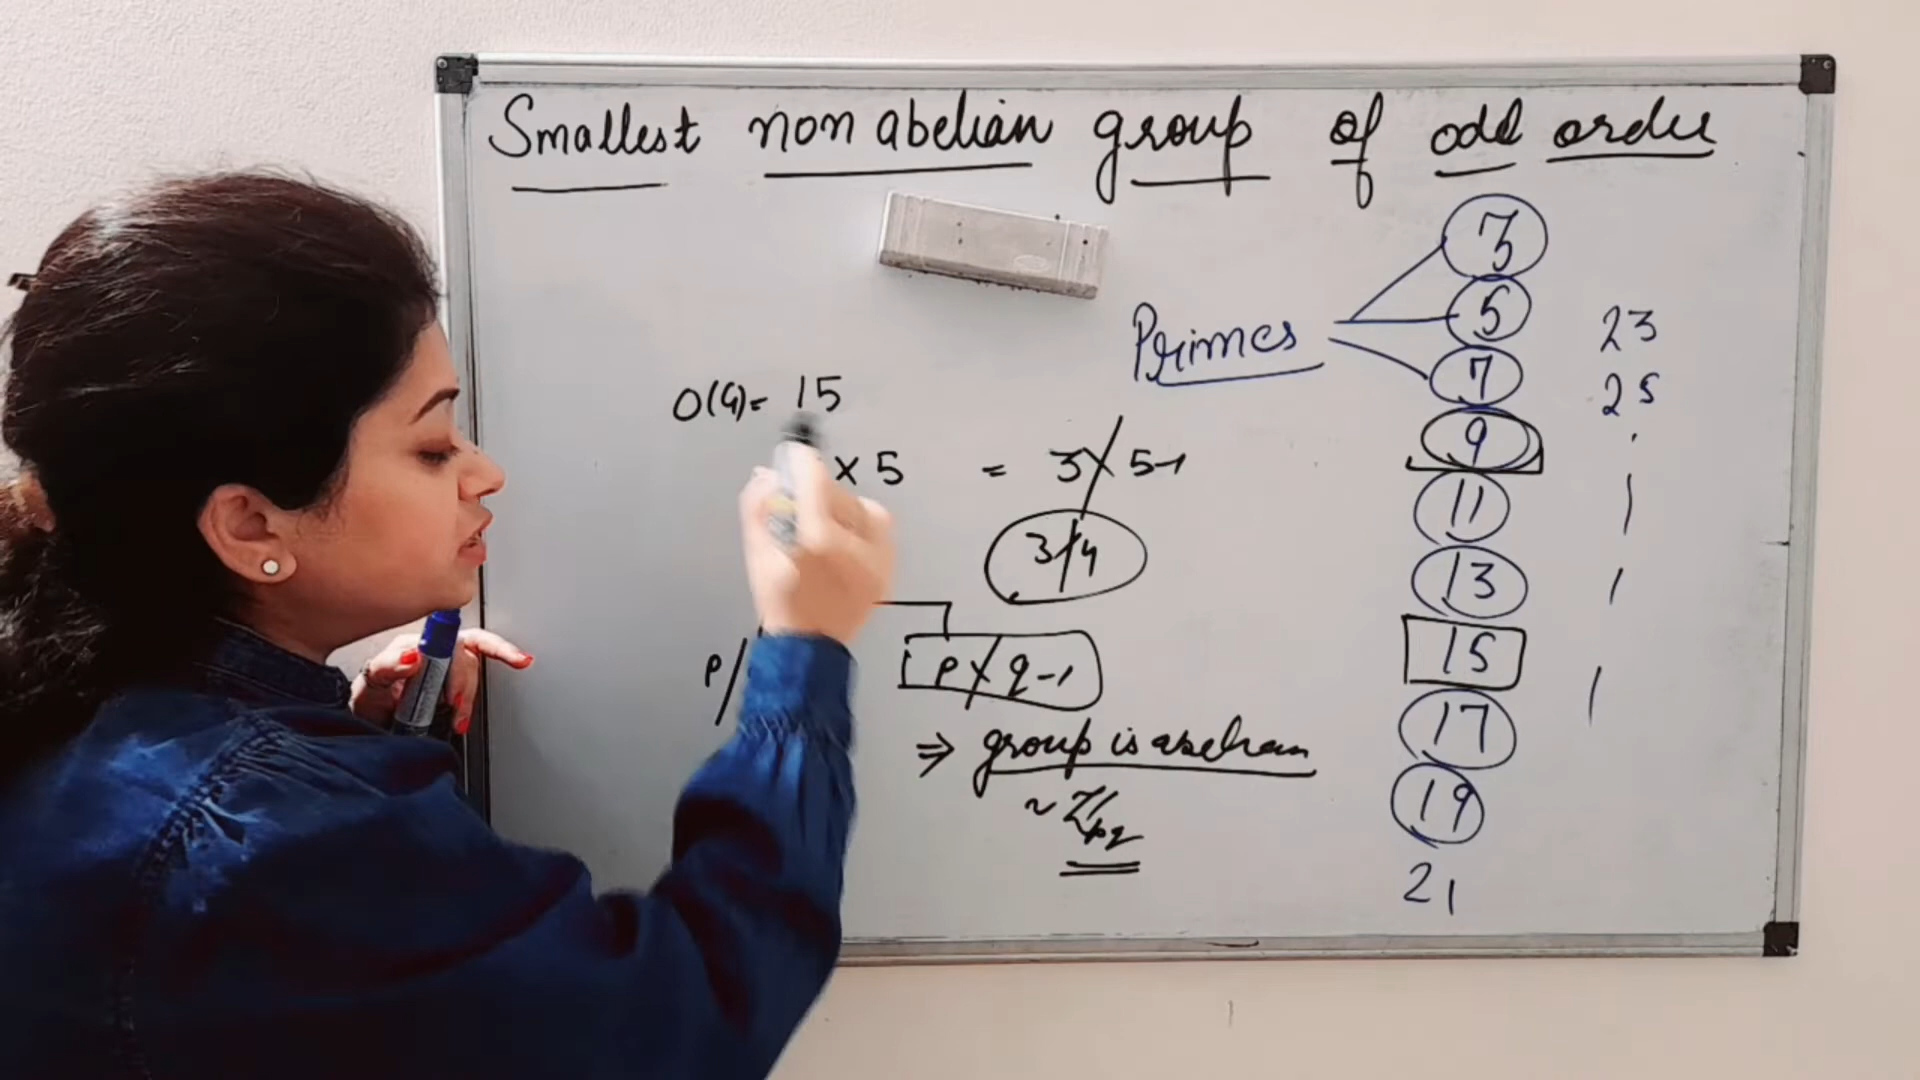 Smallest non abelian group of odd order
3
5
Primes
7
9
11
13
15
17
19
21
23
25
O(G)= 15
× 5 = 3 ∤ 5-1
3 ∤ 4
P/
P ∤ q-1
⇒ group is abelian
~ Zpq